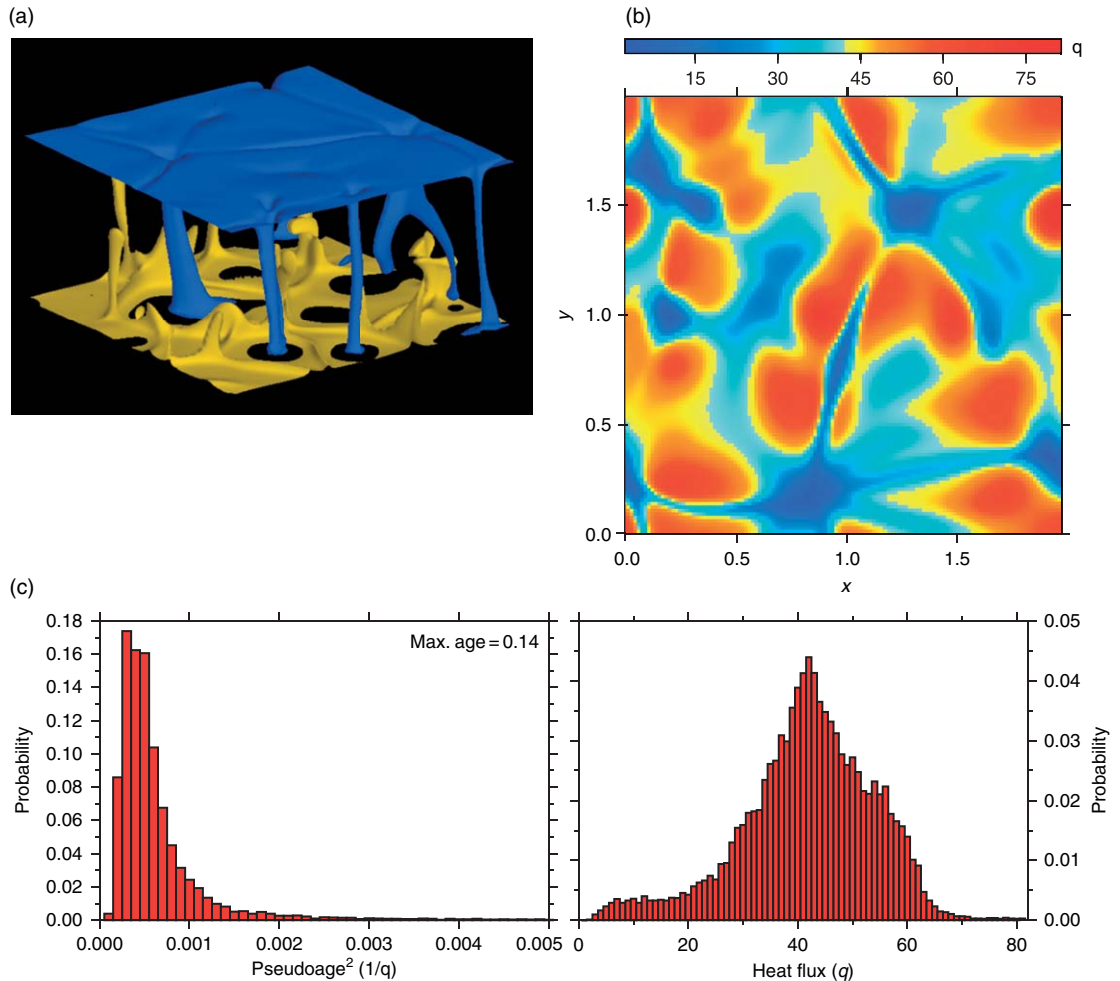 (a)
(b)
q
15 30 45 60 75
1.5
1.0
0.5
0.0
y
0.0 0.5 1.0 1.5
x
(c)
0.18
0.16
0.14
0.12
0.10
0.08
0.06
0.04
0.02
0.00
Probability
Max. age = 0.14
0.000 0.001 0.002 0.003 0.004 0.005
Pseudoage² (1/q)
0.05
0.04
0.03
0.02
0.01
0.00
Probability
0 20 40 60 80
Heat flux (q)